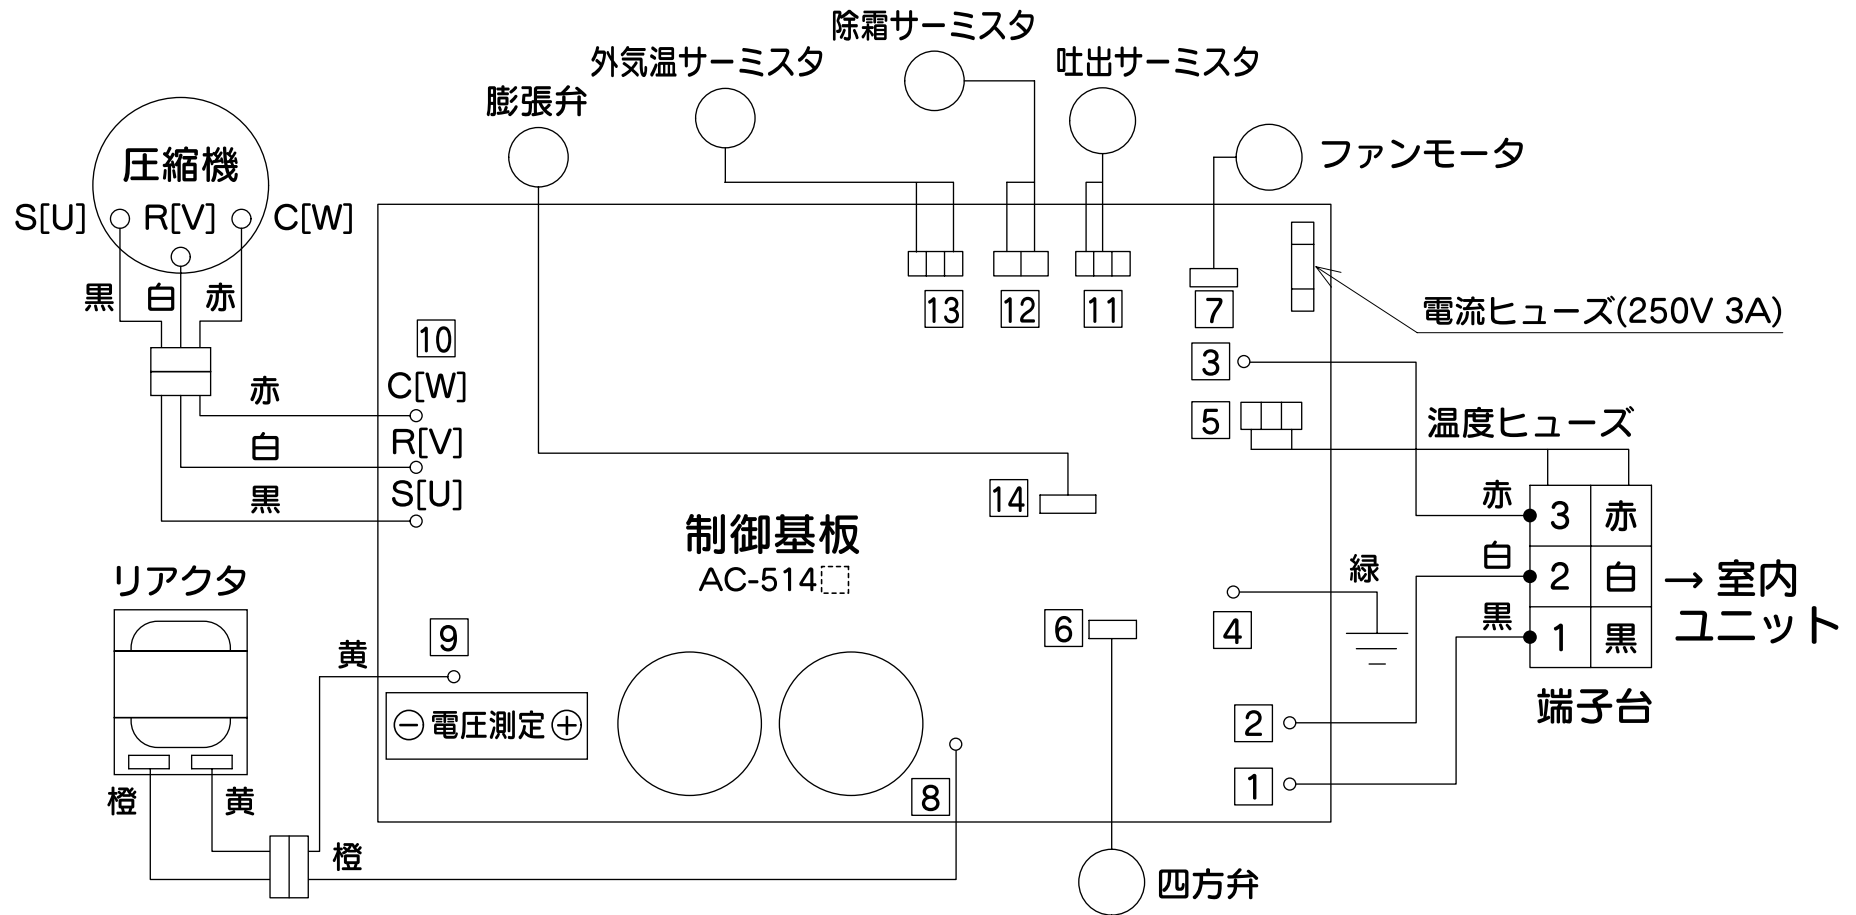 除霜サーミスタ
外気温サーミスタ
吐出サーミスタ
膨張弁
ファンモータ
圧縮機
S[U] R[V] C[W]
黒 白 赤
13 12 11 7
電流ヒューズ(250V 3A)
10
3
C[W]
赤
5
温度ヒューズ
R[V]
白
S[U]
黒
14
赤 3 赤
制御基板
AC-514
白 2 白
→ 室内
ユニット
緑
黒 1 黒
リアクタ
9
6
4
黄
端子台
⊖ 電圧測定 ⊕
2
1
8
橙 黄
橙
四方弁